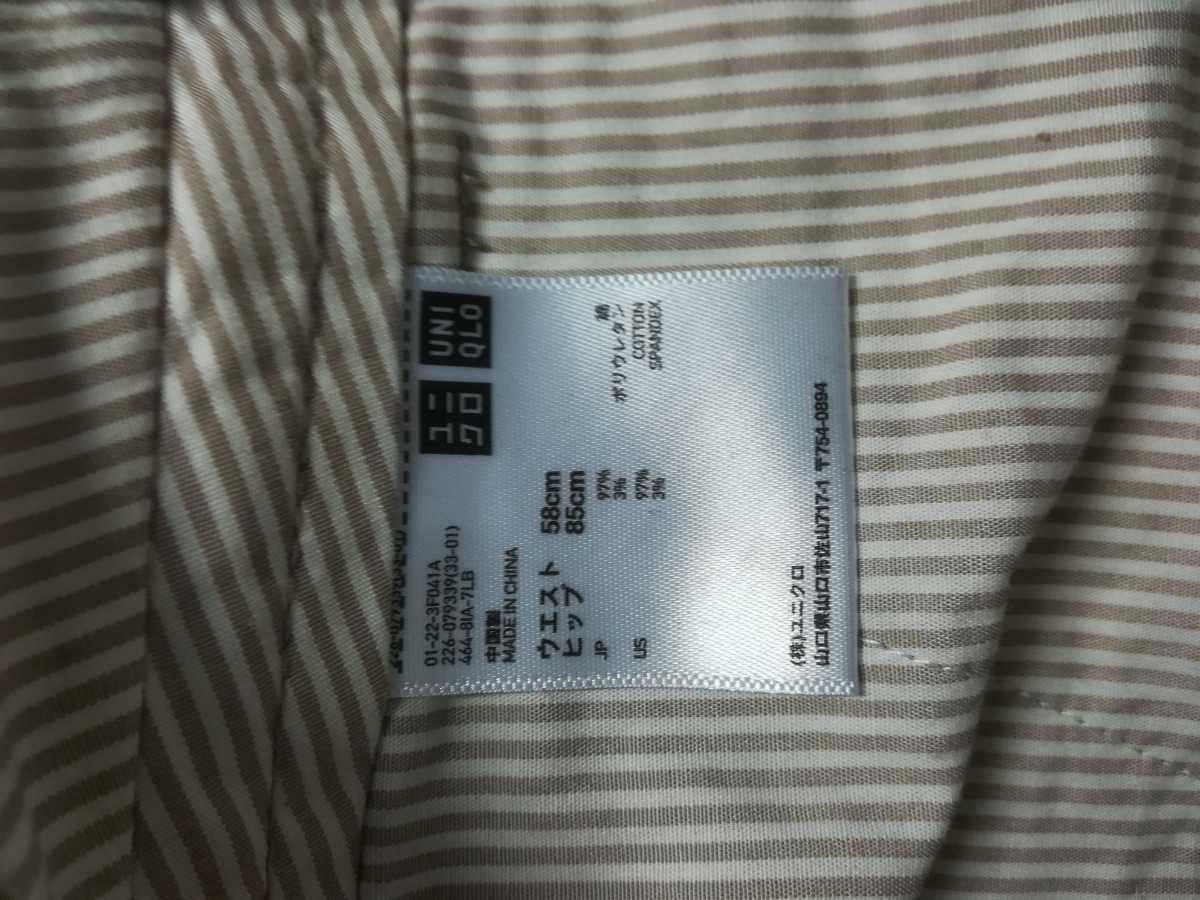 ユニ
クロ
UNI
QLO
01-22-3F041A
226-079339(33-01)
464-8IA-7LB
中国製
MADE IN CHINA
ウエスト 58cm
ヒップ 85cm
JP 97% 綿
3% ポリウレタン
US 97% COTTON
3% SPANDEX
(株)ユニクロ
山口県山口市佐山717-1 〒754-0894